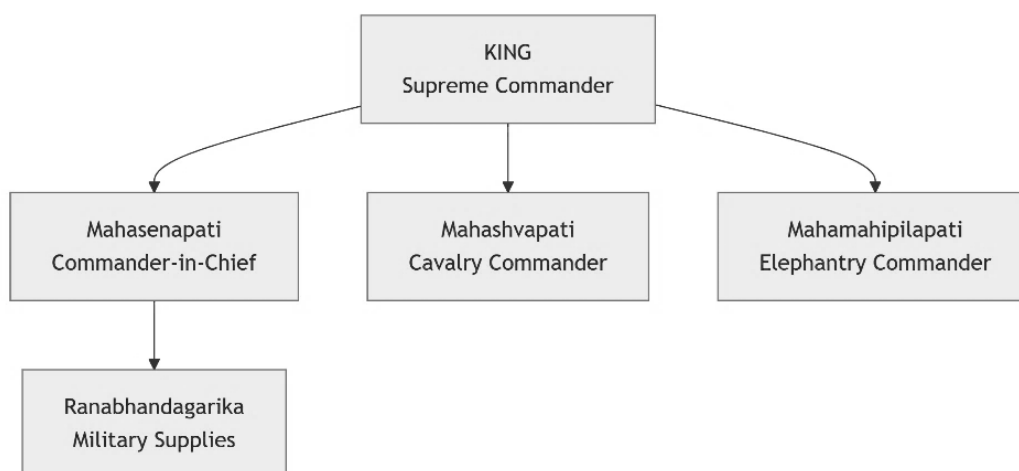 KING
Supreme Commander
Mahasenapati
Commander-in-Chief
Mahashvapati
Cavalry Commander
Mahamahipilapati
Elephantry Commander
Ranabhandagarika
Military Supplies